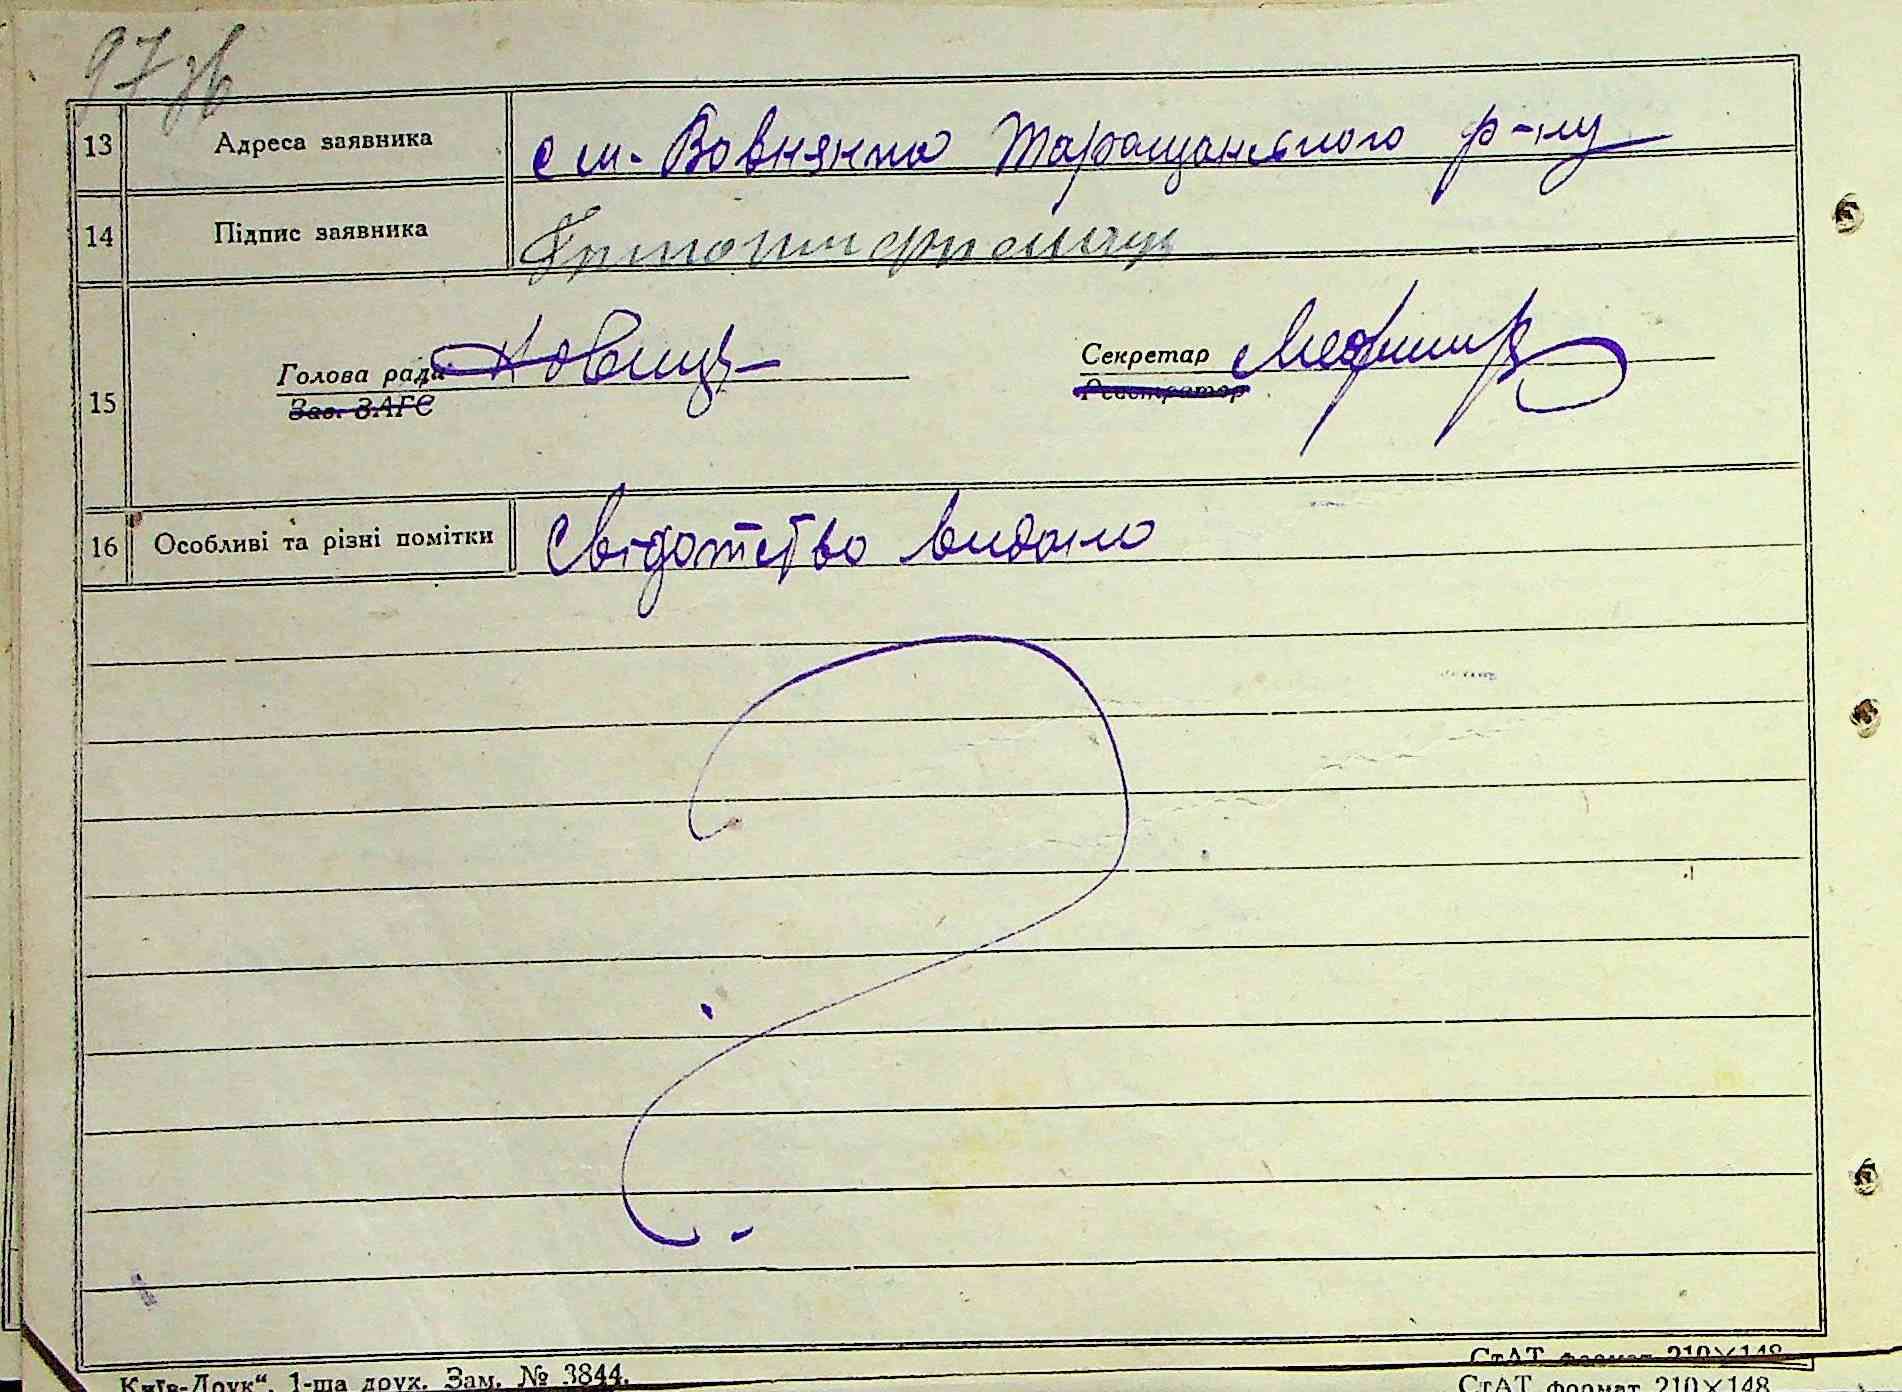 97 зв
13 Адреса заявника с ш. Вовнянка Таращанського р-ну
14 Підпис заявника
15 Голова ради Секретар
Зав. ЗАГС Реєстратор
16 Особливі та різні помітки Свідотство видано
Київ-Друк“. 1-ша друк. Зам. № 3844.
СтАТ формат 210×148
СтАТ формат 210×148